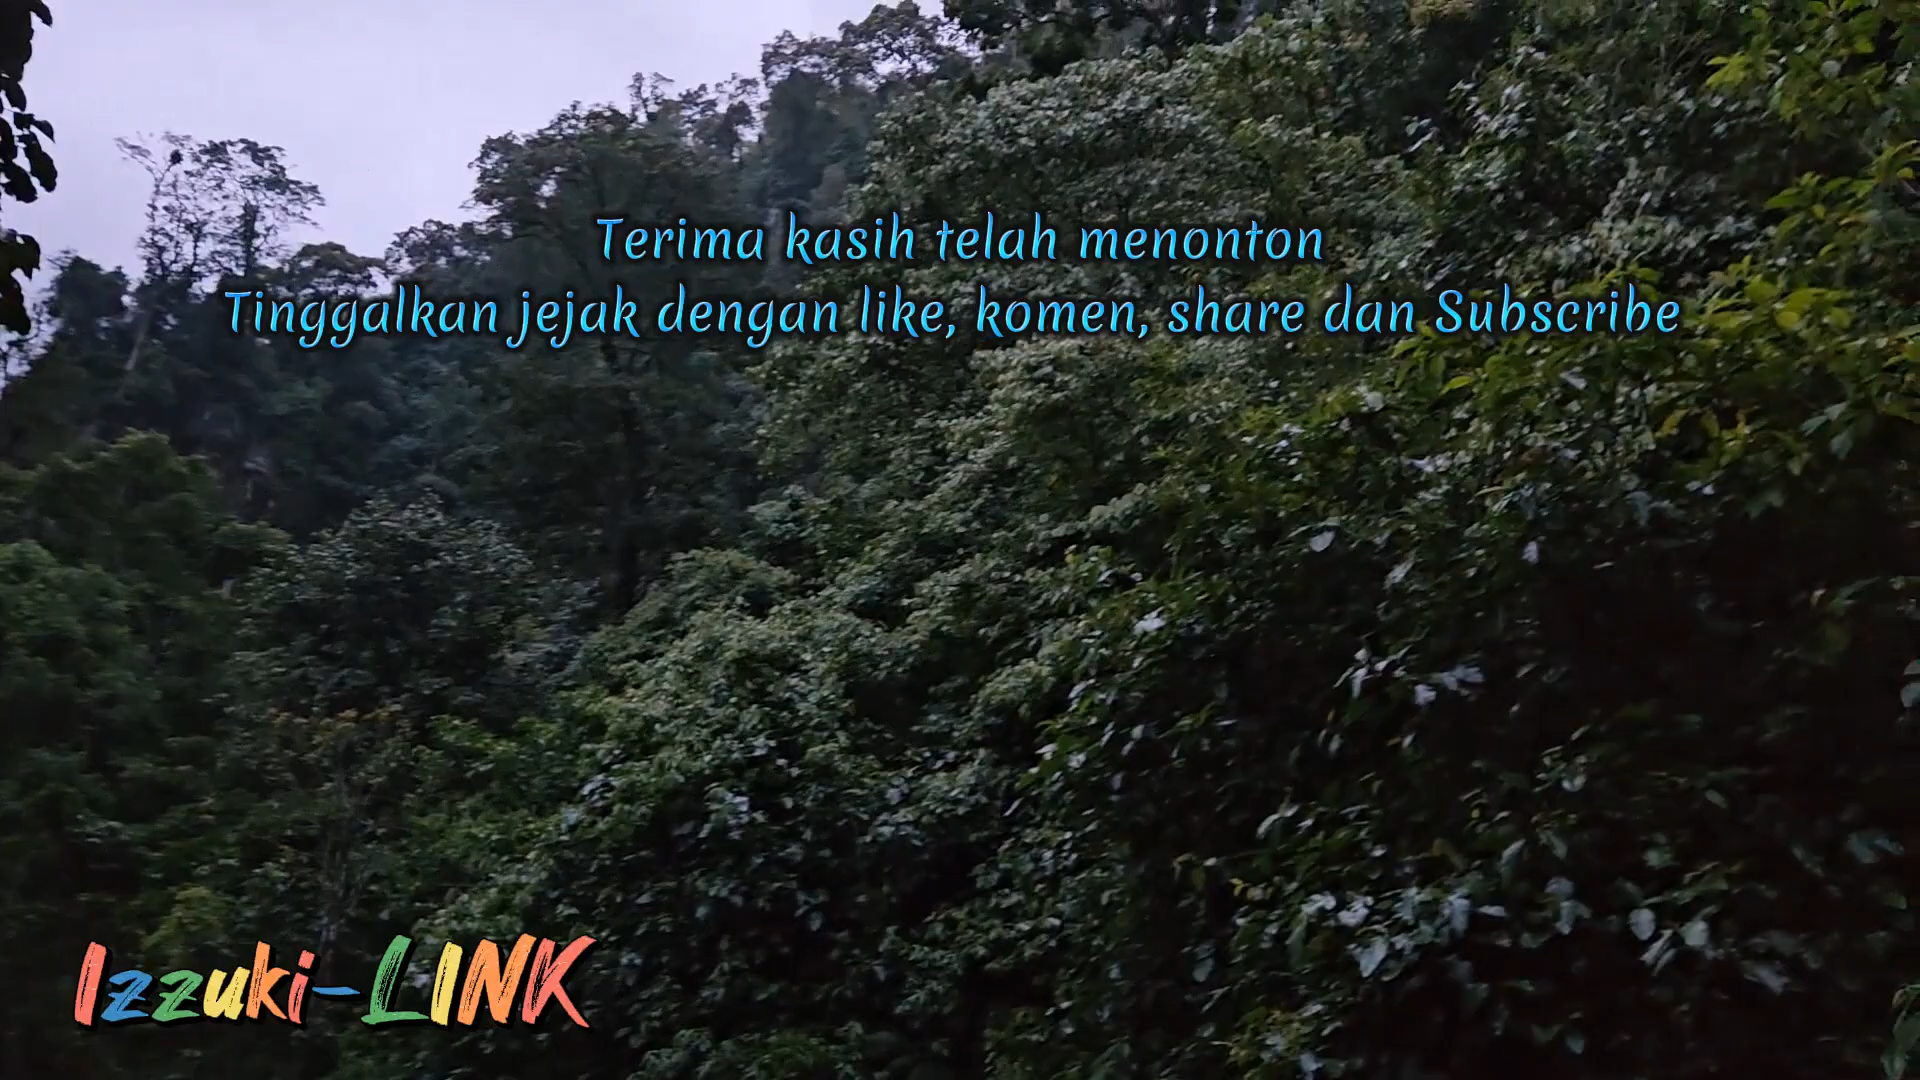 Terima kasih telah menonton
Tinggalkan jejak dengan like, komen, share dan Subscribe
Izzuki-LINK